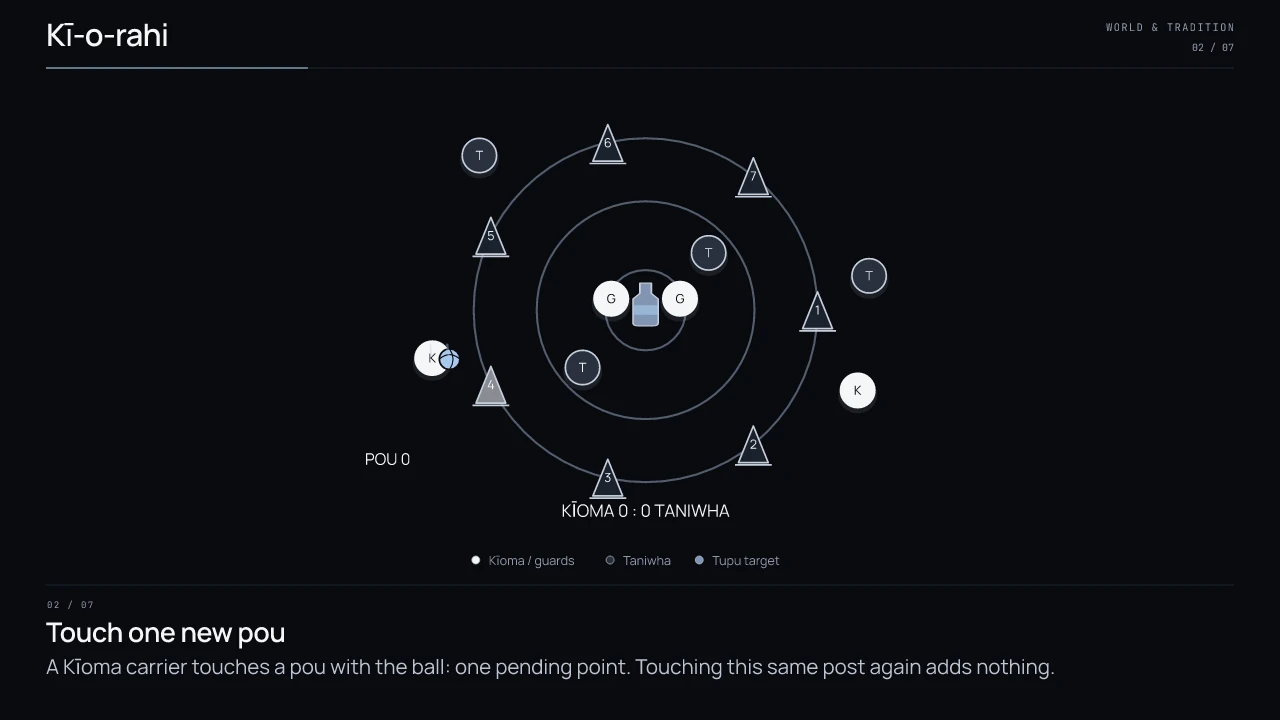 Kī-o-rahi
WORLD & TRADITION
02 / 07
6
T
7
5
T
T
G
G
1
K
T
4
K
2
POU 0
3
KĪOMA 0 : 0 TANIWHA
Kīoma / guards
Taniwha
Tupu target
02 / 07
Touch one new pou
A Kīoma carrier touches a pou with the ball: one pending point. Touching this same post again adds nothing.